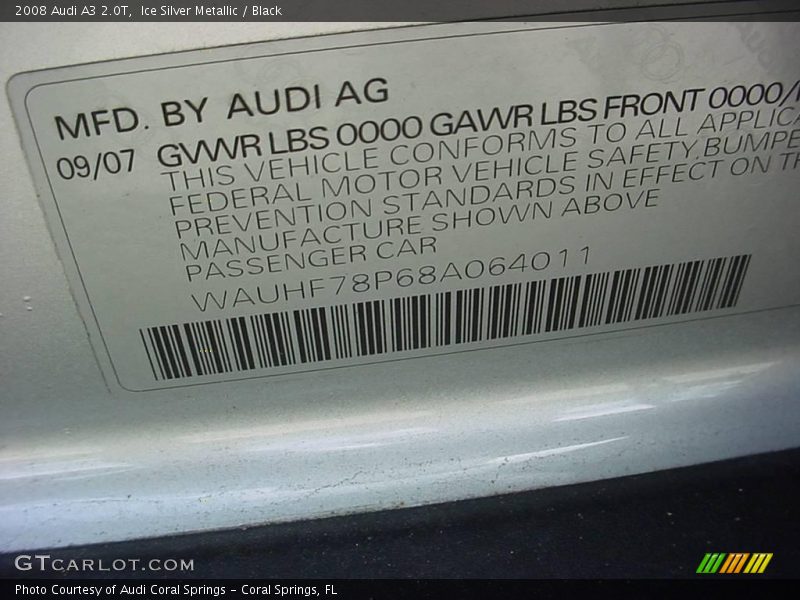 2008 Audi A3 2.0T, Ice Silver Metallic / Black
MFD. BY AUDI AG
09/07 GVWR LBS 0000 GAWR LBS FRONT 0000/
THIS VEHICLE CONFORMS TO ALL APPLICA
FEDERAL MOTOR VEHICLE SAFETY, BUMPE
PREVENTION STANDARDS IN EFFECT ON TH
MANUFACTURE SHOWN ABOVE
PASSENGER CAR
WAUHF78P68A064011
GTCARLOT.COM
Photo Courtesy of Audi Coral Springs – Coral Springs, FL